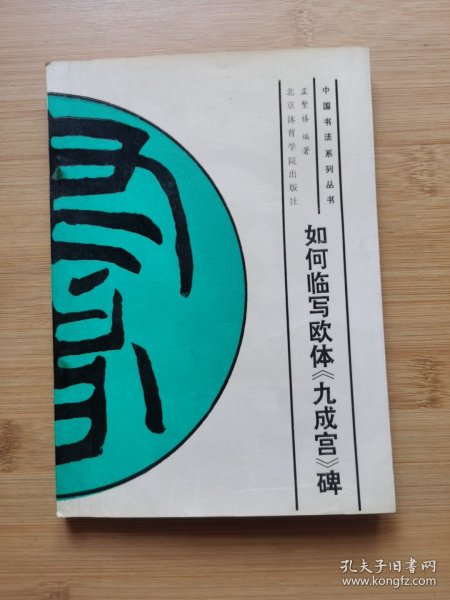 中国书法系列丛书
如何临写欧体《九成宫》碑
孟繁禧 编著
北京体育学院出版社
孔夫子旧书网
www.kongfz.com